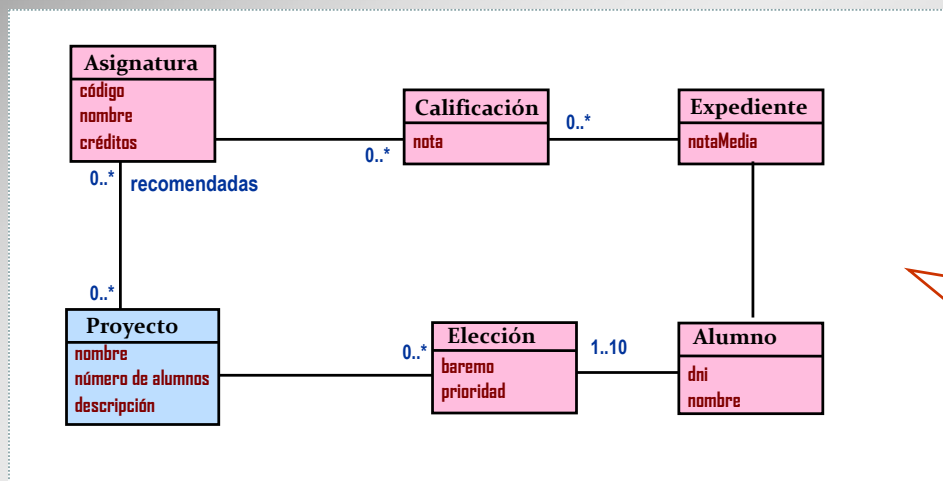 Asignatura
código
nombre
créditos
Calificación
nota
Expediente
notaMedia
0..*
0..*
0..*
recomendadas
0..*
Proyecto
nombre
número de alumnos
descripción
0..*
Elección
baremo
prioridad
1..10
Alumno
dni
nombre